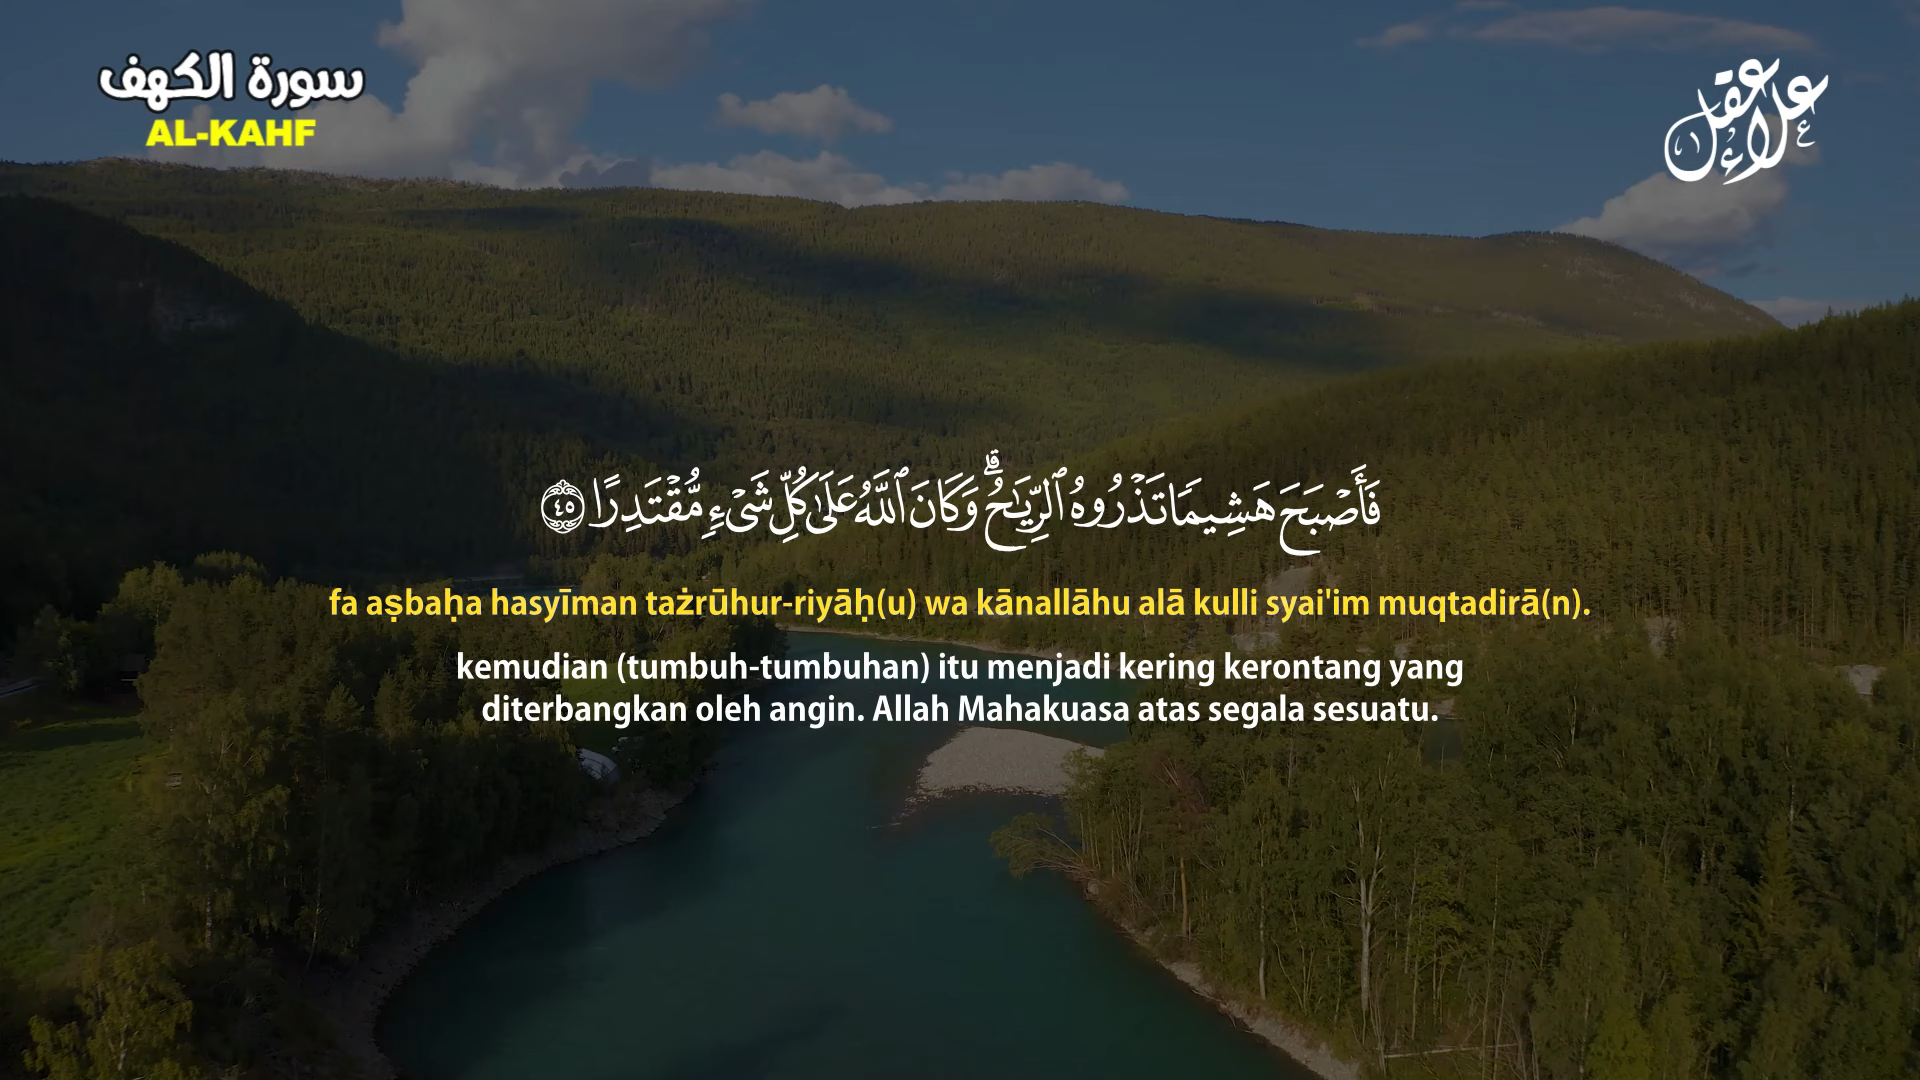 سورة الكهف
AL-KAHF
علاء عقل
فَأَصْبَحَ هَشِيمًا تَذْرُوهُ ٱلرِّيَـٰحُ ۗ وَكَانَ ٱللَّهُ عَلَىٰ كُلِّ شَىْءٍ مُّقْتَدِرًا ٤٥
fa aṣbaḥa hasyīman tażrūhur-riyāḥ(u) wa kānallāhu alā kulli syai'im muqtadirā(n).
kemudian (tumbuh-tumbuhan) itu menjadi kering kerontang yang
diterbangkan oleh angin. Allah Mahakuasa atas segala sesuatu.